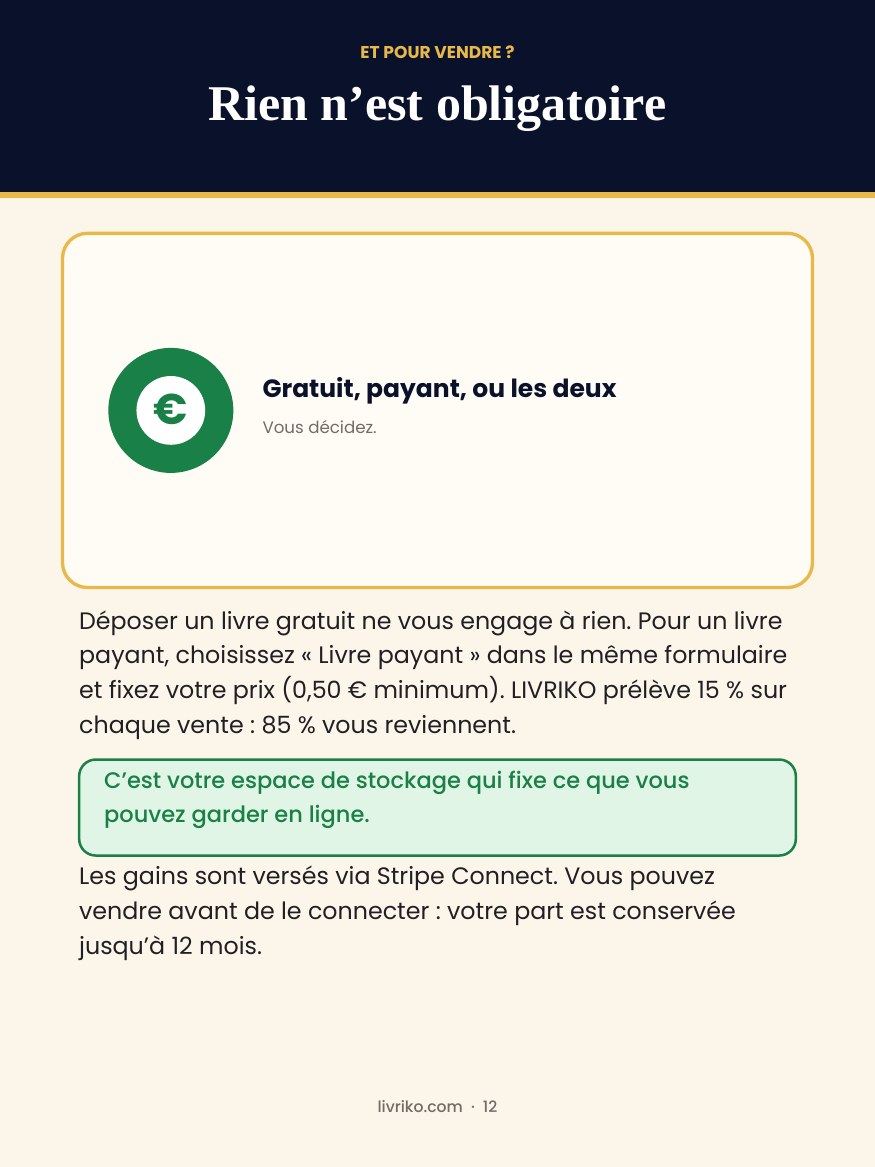 ET POUR VENDRE ?
Rien n’est obligatoire
€
Gratuit, payant, ou les deux
Vous décidez.
Déposer un livre gratuit ne vous engage à rien. Pour un livre
payant, choisissez « Livre payant » dans le même formulaire
et fixez votre prix (0,50 € minimum). LIVRIKO prélève 15 % sur
chaque vente : 85 % vous reviennent.
C’est votre espace de stockage qui fixe ce que vous
pouvez garder en ligne.
Les gains sont versés via Stripe Connect. Vous pouvez
vendre avant de le connecter : votre part est conservée
jusqu’à 12 mois.
livriko.com · 12